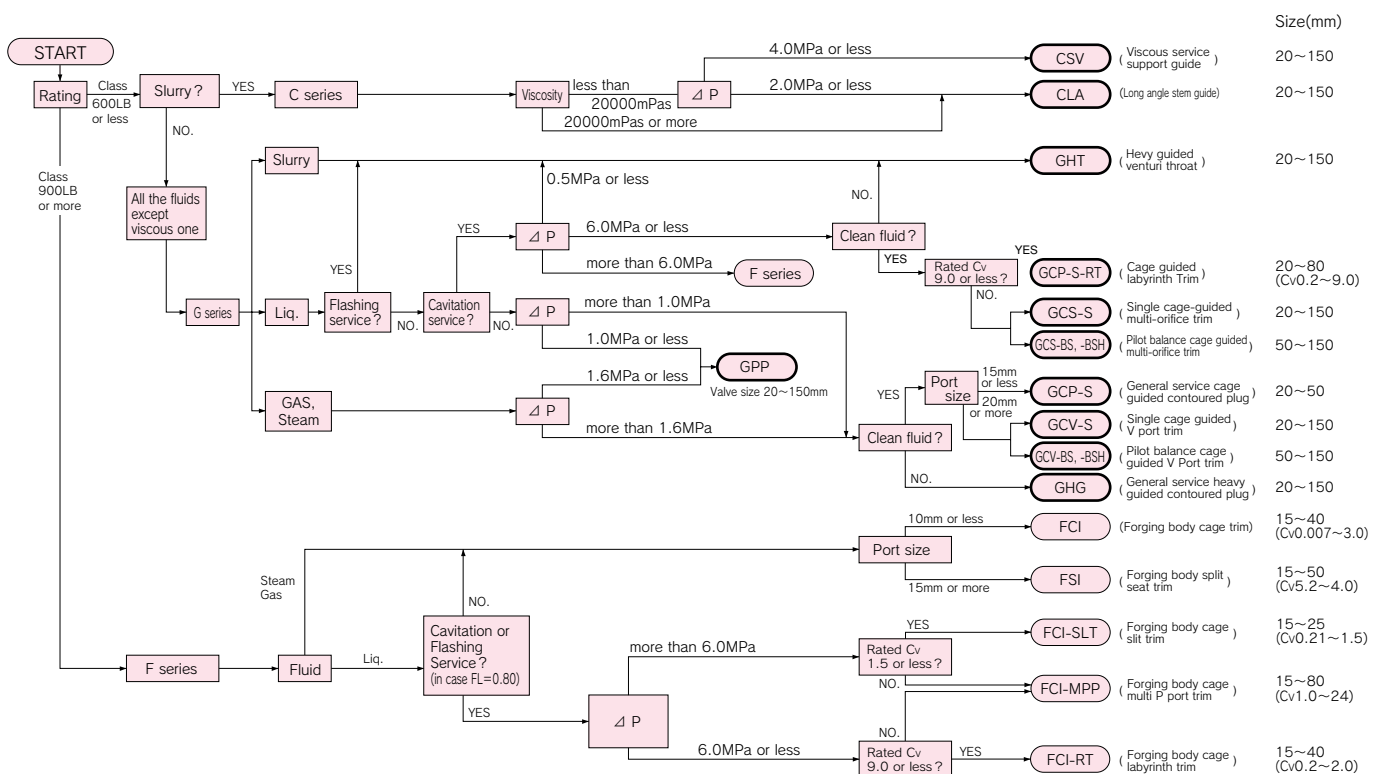 Size(mm)
START
Rating
Class
600LB
or less
Slurry ?
YES
C series
Viscosity
less than
20000mPas
20000mPas or more
⊿ P
4.0MPa or less
2.0MPa or less
CSV
( Viscous service
support guide )
20～150
CLA
(Long angle stem guide)
20～150
NO.
Class
900LB
or more
All the fluids
except
viscous one
Slurry
GHT
( Hevy guided
venturi throat )
20～150
0.5MPa or less
NO.
YES
⊿ P
6.0MPa or less
Clean fluid ?
more than 6.0MPa
F series
YES
YES
Rated Cv
9.0 or less ?
YES
GCP-S-RT
( Cage guided
labyrinth Trim )
20～80
(Cv0.2～9.0)
NO.
G series
Liq.
Flashing
service ?
NO.
Cavitation
service ?
NO.
⊿ P
more than 1.0MPa
1.0MPa or less
GCS-S
( Single cage-guided
multi-orifice trim )
20～150
GCS-BS, -BSH
( Pilot balance cage guided
multi-orifice trim )
50～150
GPP
Valve size 20～150mm
1.6MPa or less
GAS,
Steam
⊿ P
more than 1.6MPa
Clean fluid ?
YES
Port
size
15mm
or less
20mm
or more
GCP-S
( General service cage
guided contoured plug )
20～50
GCV-S
( Single cage guided
V port trim )
20～150
GCV-BS, -BSH
( Pilot balance cage
guided V Port trim )
50～150
NO.
GHG
( General service heavy
guided contoured plug )
20～150
10mm or less
Port size
15mm or more
FCI
(Forging body cage trim)
15～40
(Cv0.007～3.0)
FSI
( Forging body split
seat trim )
15～50
(Cv5.2～4.0)
Steam
Gas
NO.
F series
Fluid
Liq.
Cavitation or
Flashing
Service ?
(in case FL=0.80)
YES
⊿ P
more than 6.0MPa
Rated Cv
1.5 or less ?
YES
FCI-SLT
( Forging body cage
slit trim )
15～25
(Cv0.21～1.5)
NO.
FCI-MPP
( Forging body cage
multi P port trim )
15～80
(Cv1.0～24)
NO.
6.0MPa or less
Rated Cv
9.0 or less ?
YES
FCI-RT
( Forging body cage
labyrinth trim )
15～40
(Cv0.2～2.0)